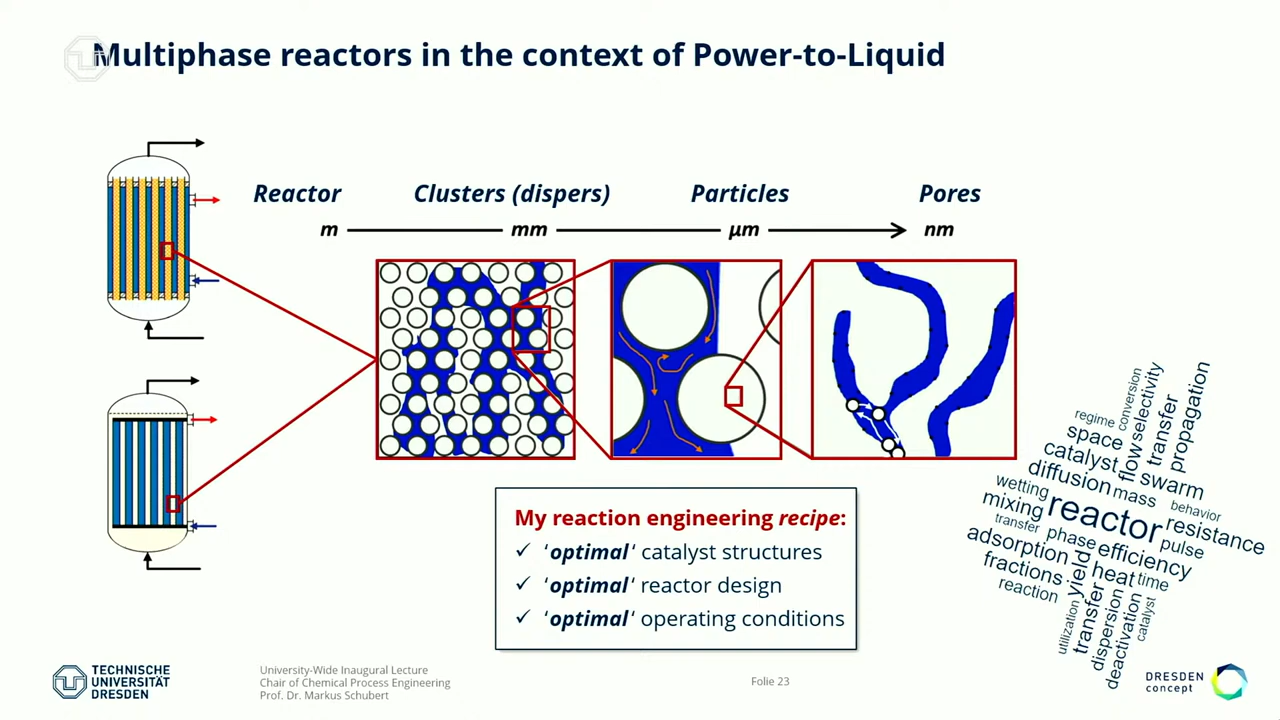 Multiphase reactors in the context of Power-to-Liquid
Reactor Clusters (dispers) Particles Pores
m mm µm nm
My reaction engineering recipe:
✓ 'optimal' catalyst structures
✓ 'optimal' reactor design
✓ 'optimal' operating conditions
regime
conversion
selectivity
space
flow
transfer
propagation
catalyst
swarm
diffusion
mass
wetting
behavior
mixing
reactor
resistance
transfer
phase
pulse
adsorption
efficiency
fractions
yield
heat
time
reaction
utilization
transfer
dispersion
deactivation
catalyst
TECHNISCHE
UNIVERSITÄT
DRESDEN
University-Wide Inaugural Lecture
Chair of Chemical Process Engineering
Prof. Dr. Markus Schubert
Folie 23
DRESDEN
concept